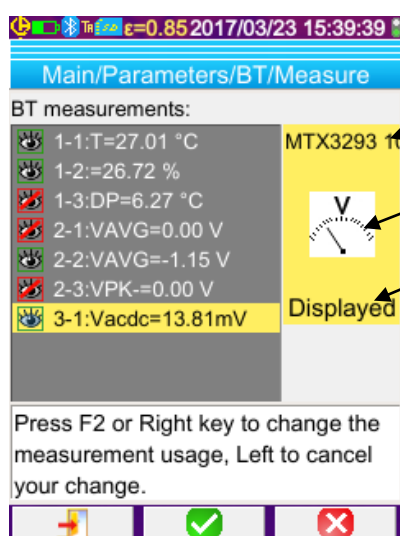 ε=0.85 2017/03/23 15:39:39
Main/Parameters/BT/Measure
BT measurements:
1-1:T=27.01 °C
1-2:=26.72 %
1-3:DP=6.27 °C
2-1:VAVG=0.00 V
2-2:VAVG=-1.15 V
2-3:VPK-=0.00 V
3-1:Vacdc=13.81mV
MTX3293
V
Displayed
Press F2 or Right key to change the
measurement usage, Left to cancel
your change.